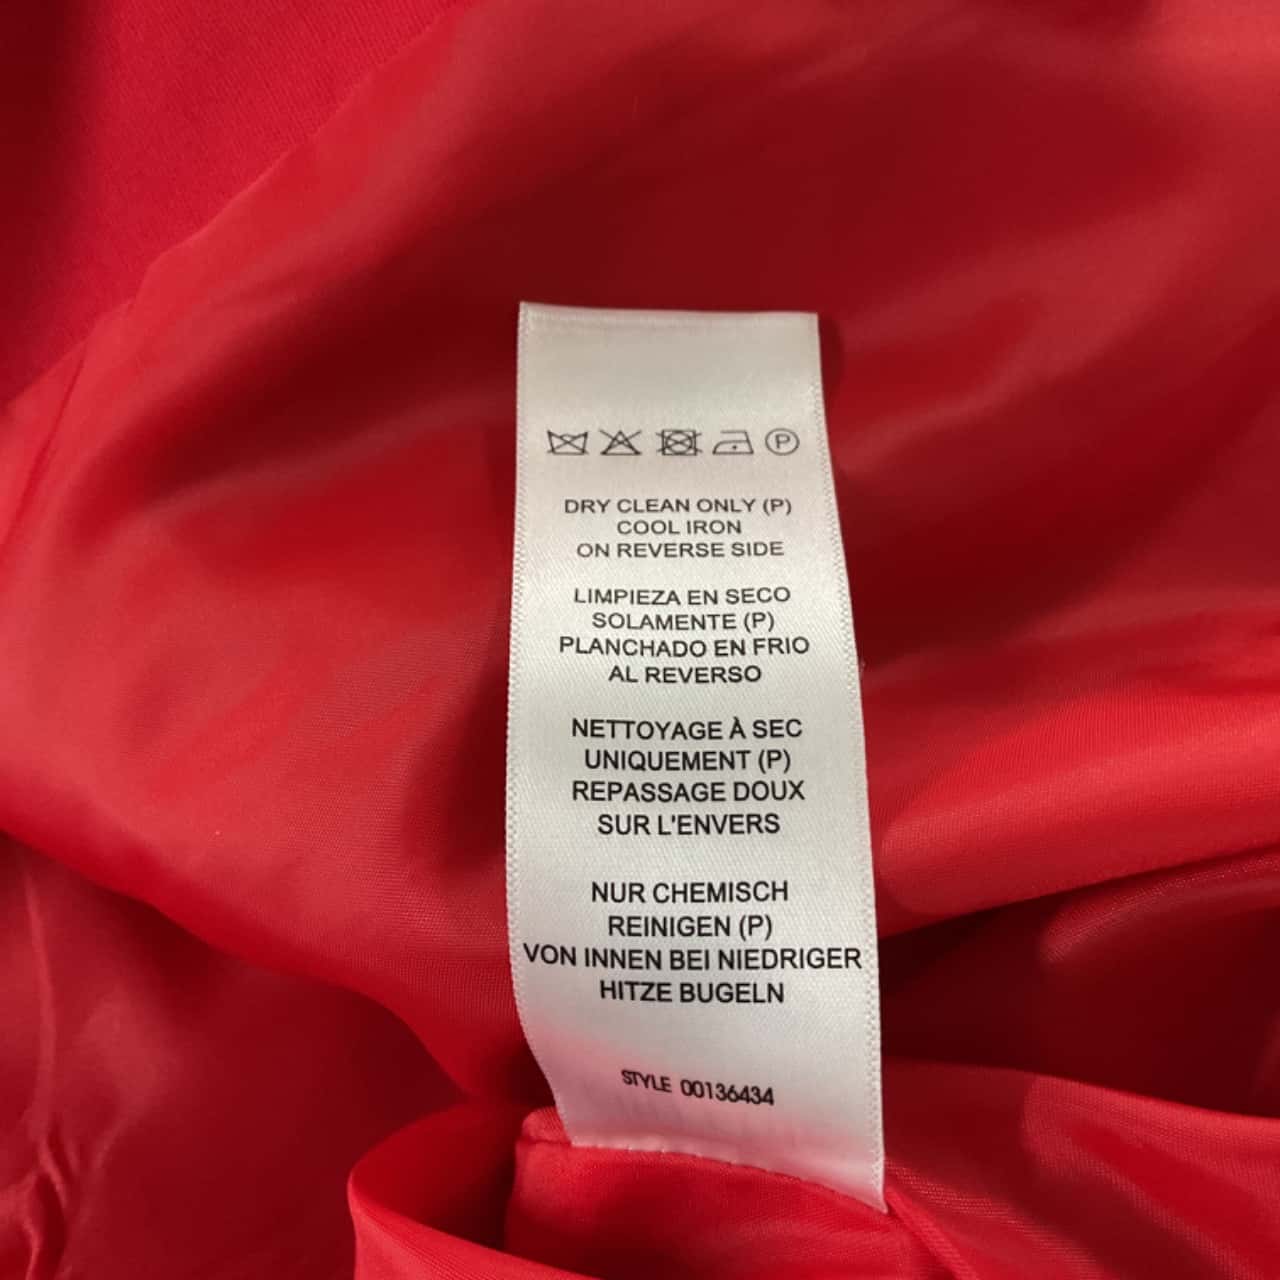 P
DRY CLEAN ONLY (P)
COOL IRON
ON REVERSE SIDE
LIMPIEZA EN SECO
SOLAMENTE (P)
PLANCHADO EN FRIO
AL REVERSO
NETTOYAGE À SEC
UNIQUEMENT (P)
REPASSAGE DOUX
SUR L'ENVERS
NUR CHEMISCH
REINIGEN (P)
VON INNEN BEI NIEDRIGER
HITZE BUGELN
STYLE 00136434